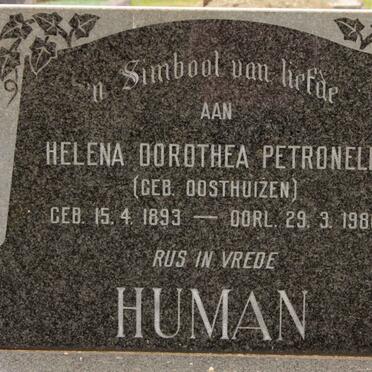 'n Simbool van liefde
AAN
HELENA DOROTHEA PETRONELL
(GEB. OOSTHUIZEN)
GEB. 15.4.1893 — OORL. 29.3.198
RUS IN VREDE
HUMAN